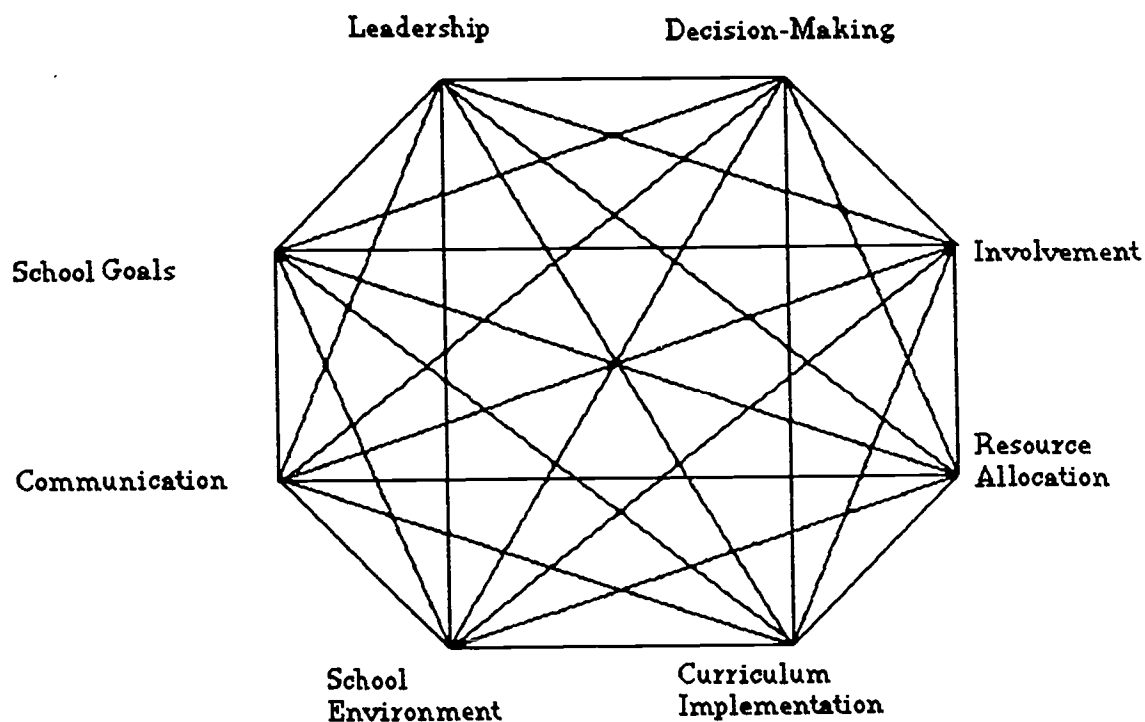 Leadership
Decision-Making
School Goals
Involvement
Communication
Resource
Allocation
School
Environment
Curriculum
Implementation